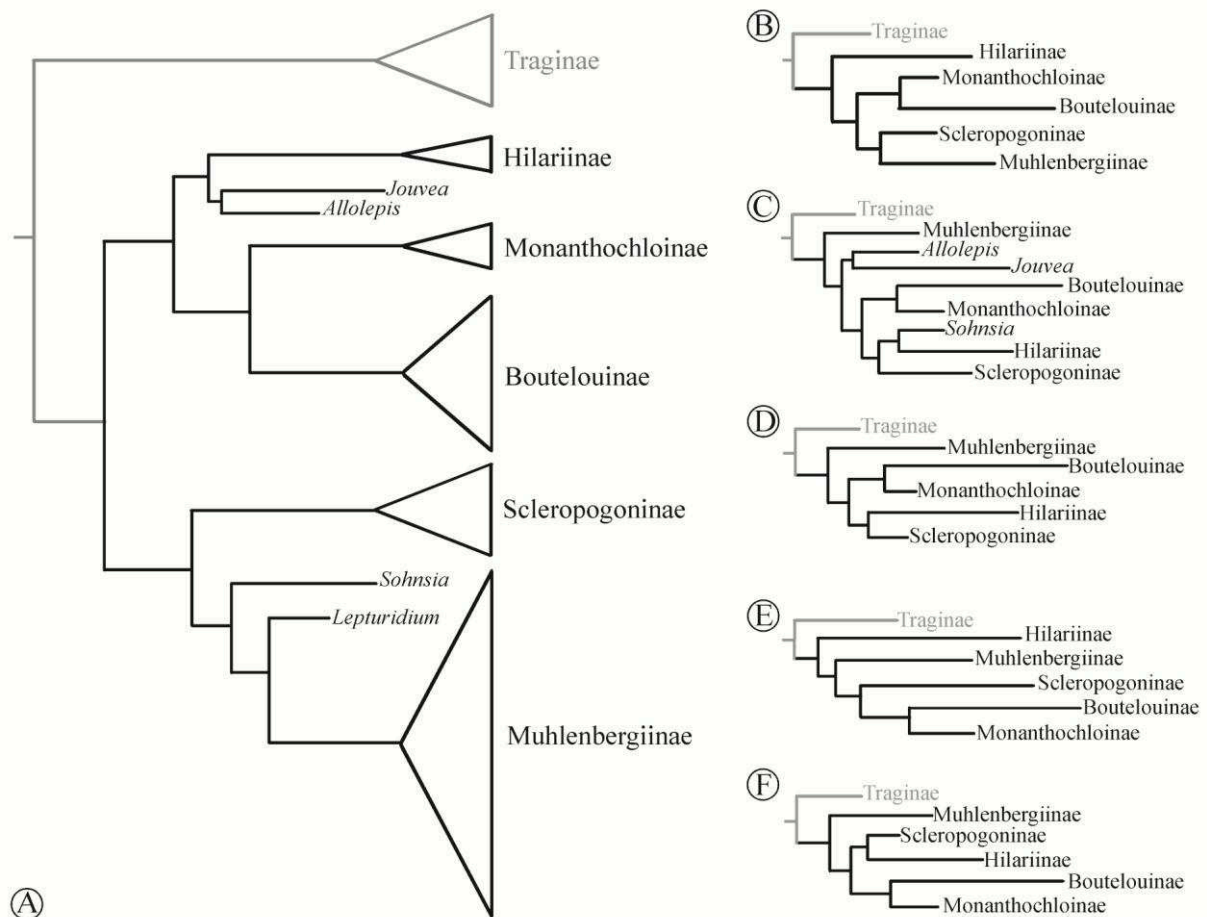 Traginae
Hilariinae
Jouvea
Allolepis
Monanthochloinae
Boutelouinae
Scleropogoninae
Sohnsia
Lepturidium
Muhlenbergiinae
A
B
Traginae
Hilariinae
Monanthochloinae
Boutelouinae
Scleropogoninae
Muhlenbergiinae
C
Traginae
Muhlenbergiinae
Allolepis
Jouvea
Boutelouinae
Monanthochloinae
Sohnsia
Hilariinae
Scleropogoninae
D
Traginae
Muhlenbergiinae
Boutelouinae
Monanthochloinae
Hilariinae
Scleropogoninae
E
Traginae
Hilariinae
Muhlenbergiinae
Scleropogoninae
Boutelouinae
Monanthochloinae
F
Traginae
Muhlenbergiinae
Scleropogoninae
Hilariinae
Boutelouinae
Monanthochloinae